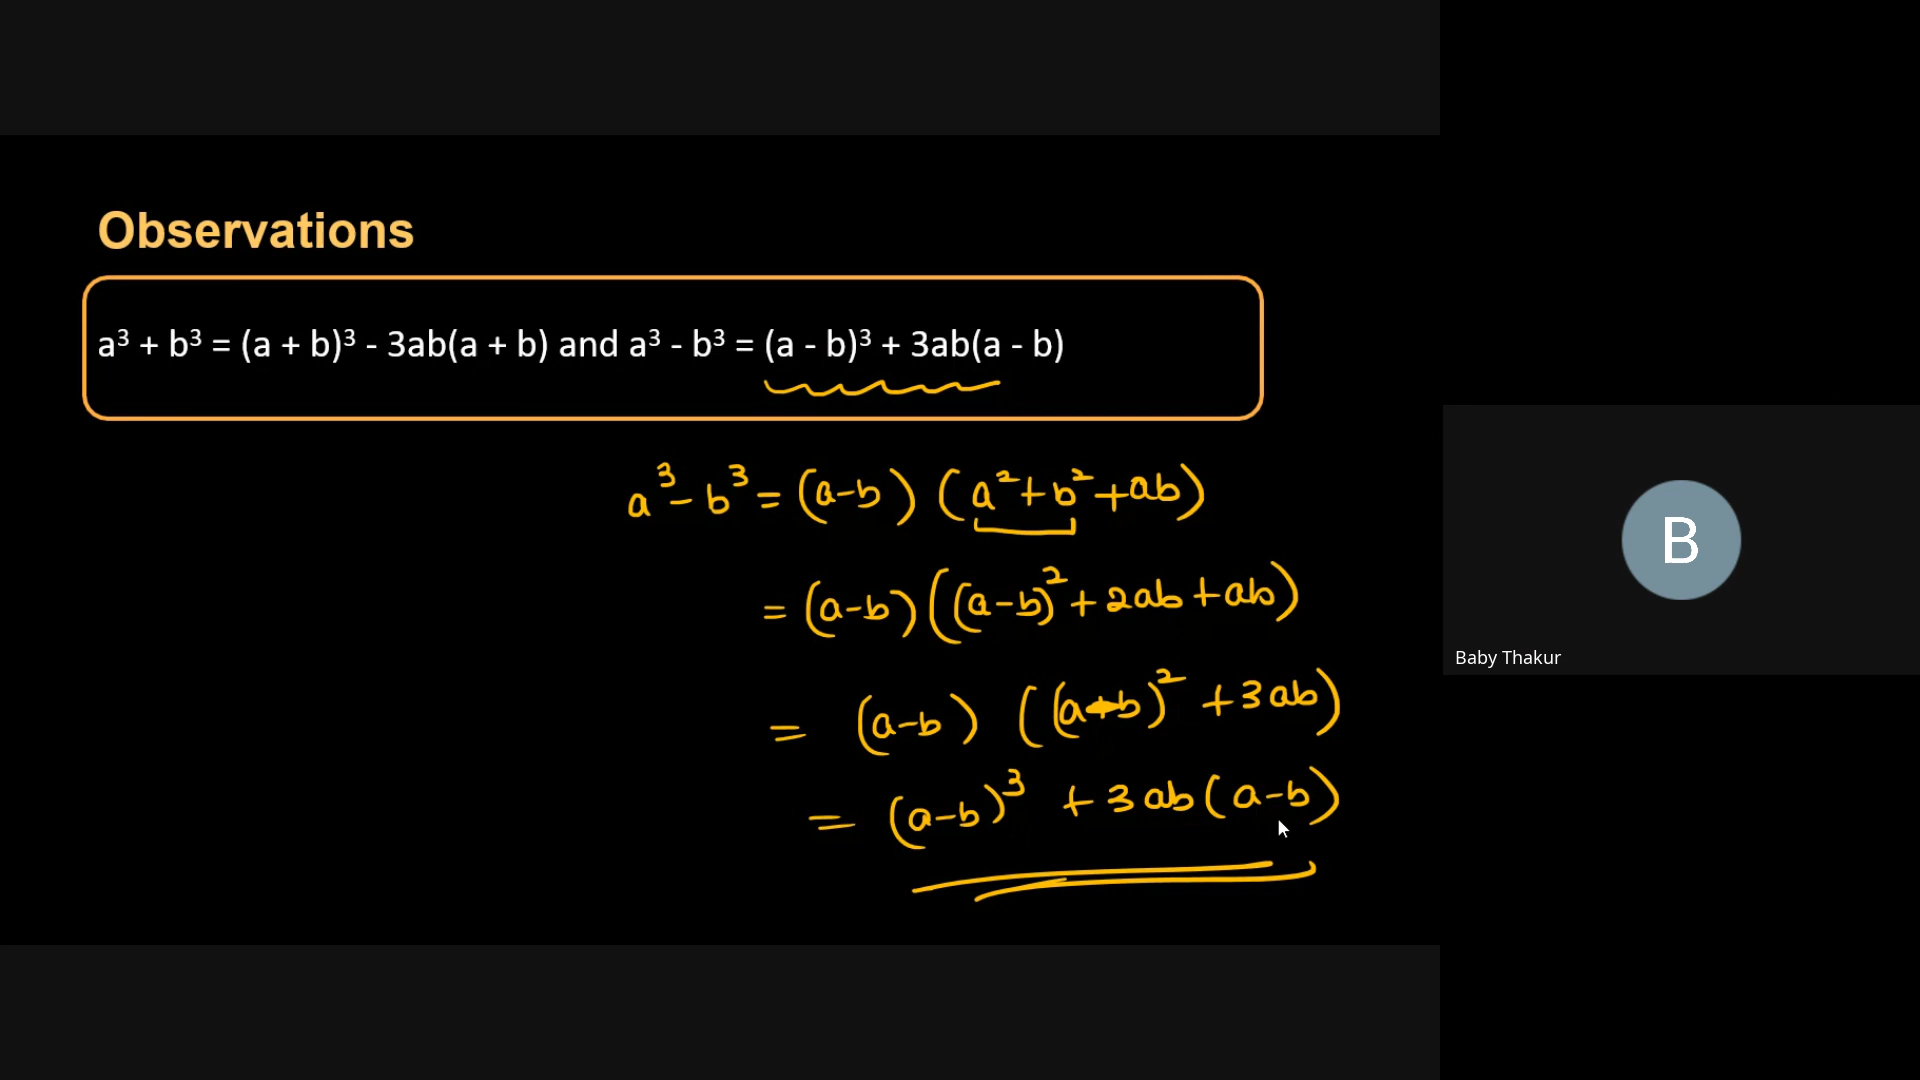 Observations
a³ + b³ = (a + b)³ - 3ab(a + b) and a³ - b³ = (a - b)³ + 3ab(a - b)
a³ - b³ = (a-b) (a²+b²+ab)
= (a-b) ((a-b)² + 2ab + ab)
= (a-b) ((a-b)² + 3ab)
= (a-b)³ + 3ab(a-b)
B
Baby Thakur